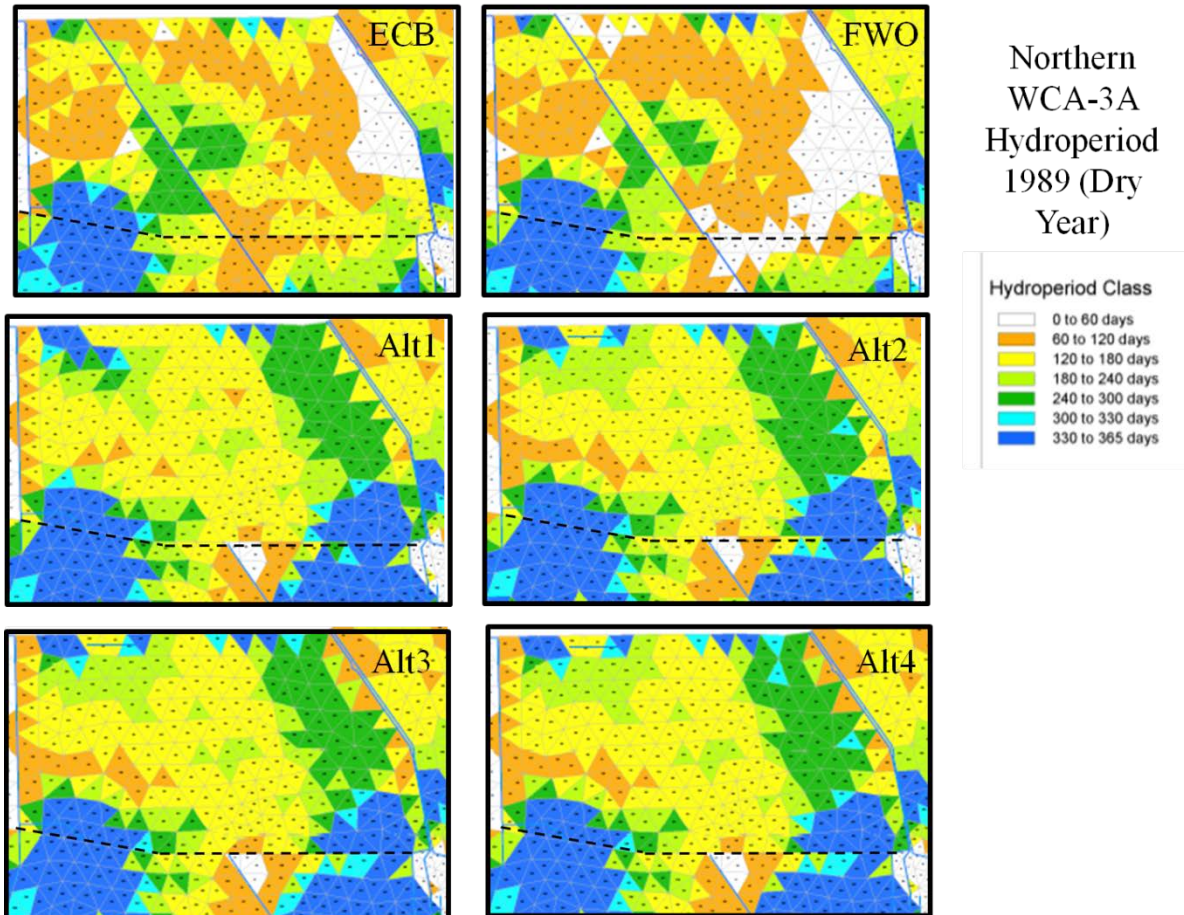 ECB
FWO
Northern
WCA-3A
Hydroperiod
1989 (Dry
Year)
Hydroperiod Class
0 to 60 days
60 to 120 days
120 to 180 days
180 to 240 days
240 to 300 days
300 to 330 days
330 to 365 days
Alt1
Alt2
Alt3
Alt4